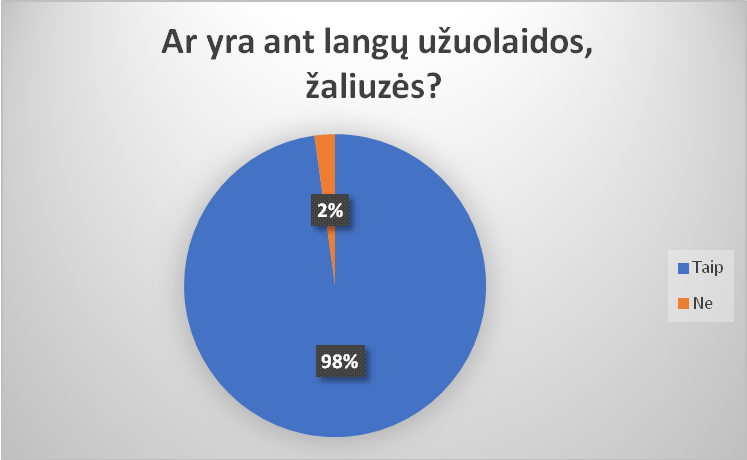 Ar yra ant langų užuolaidos,
žaliuzės?
2%
98%
Taip
Ne